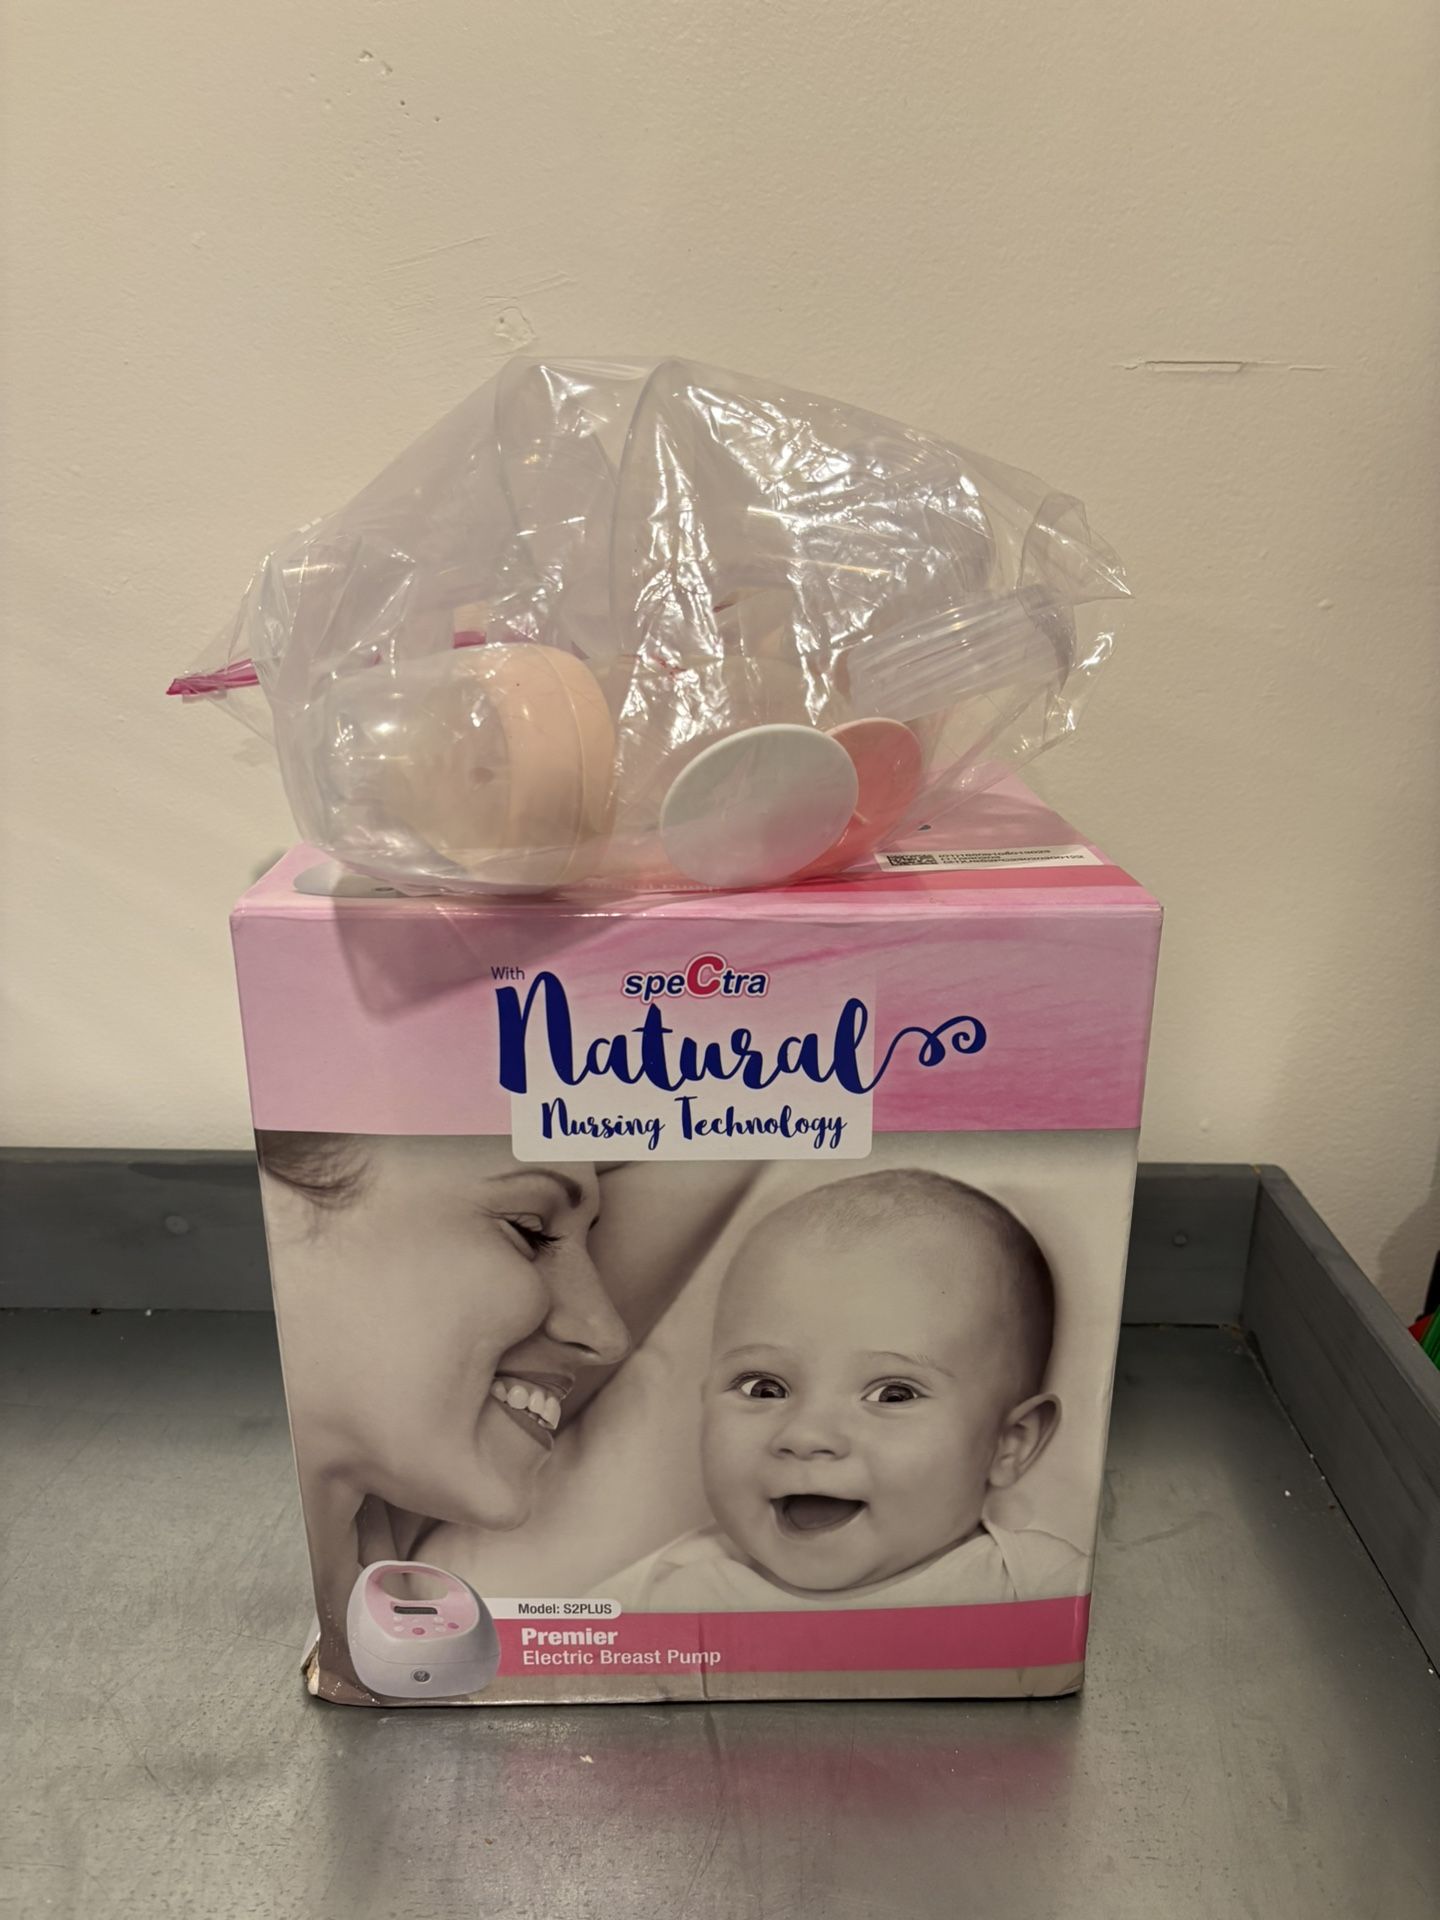 With
speCtra
Natural
Nursing Technology
Model: S2PLUS
Premier
Electric Breast Pump